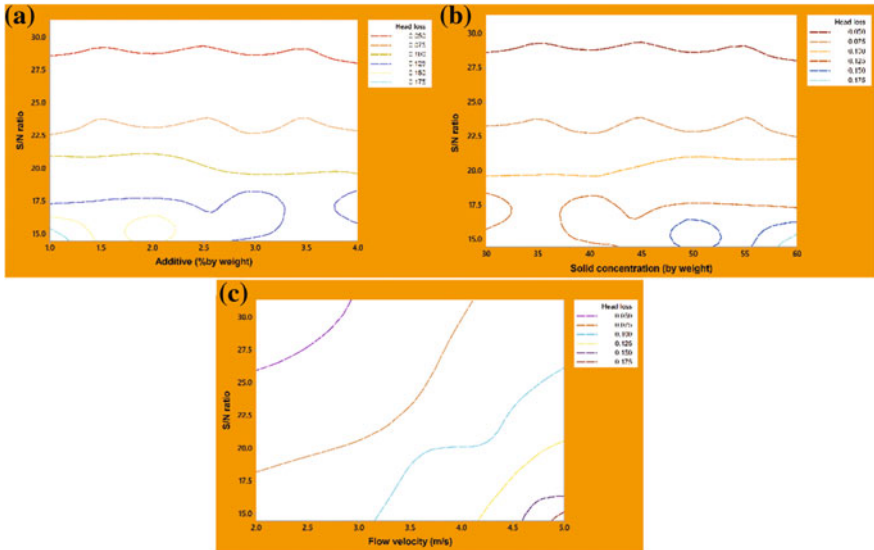 (a)
Head loss
0.050
0.075
0.100
0.125
0.150
0.175
30.0
27.5
25.0
22.5
20.0
17.5
15.0
S/N ratio
1.0 1.5 2.0 2.5 3.0 3.5 4.0
Additive (%by weight)
(b)
Head loss
0.050
0.075
0.100
0.125
0.150
0.175
30.0
27.5
25.0
22.5
20.0
17.5
15.0
S/N ratio
35 40 45 50 55 60
Solid concentration (by weight)
(c)
Head loss
0.050
0.075
0.100
0.125
0.150
0.175
30.0
27.5
25.0
22.5
20.0
17.5
15.0
S/N ratio
2.0 2.5 3.0 3.5 4.0 4.5 5.0
Flow velocity (m/s)